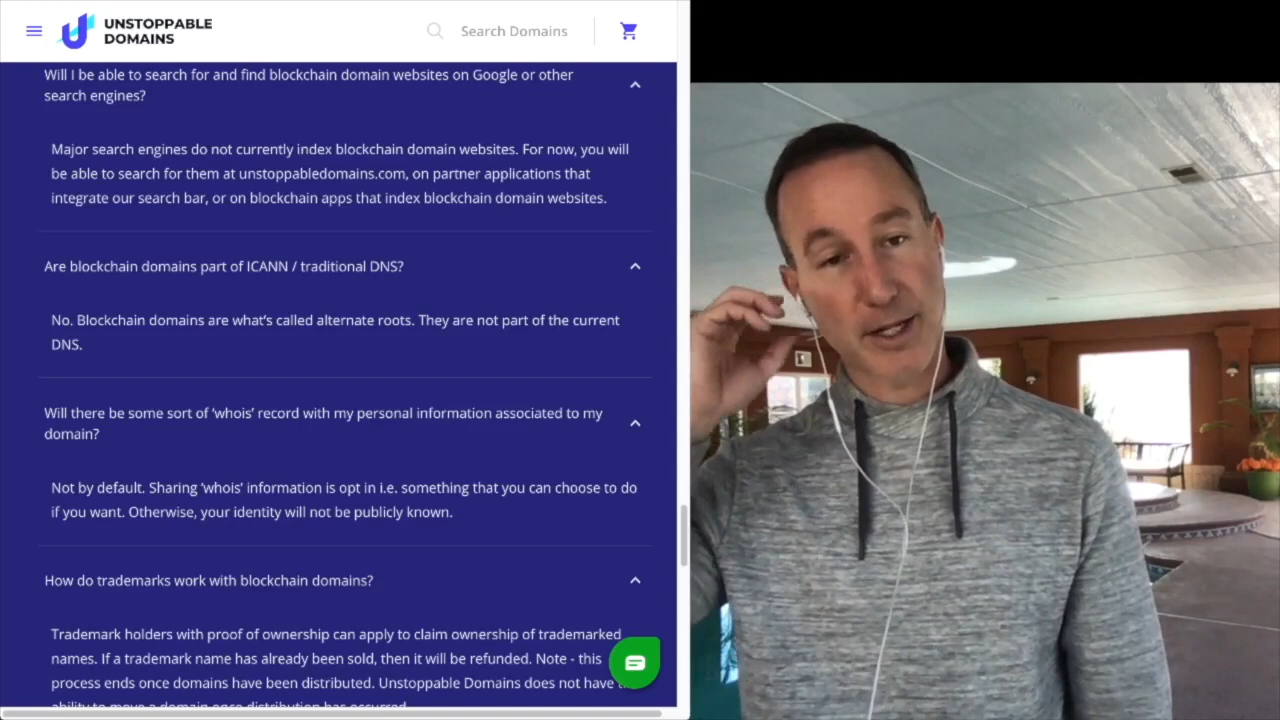 UNSTOPPABLE
DOMAINS
Search Domains
Will I be able to search for and find blockchain domain websites on Google or other
search engines?
Major search engines do not currently index blockchain domain websites. For now, you will
be able to search for them at unstoppabledomains.com, on partner applications that
integrate our search bar, or on blockchain apps that index blockchain domain websites.
Are blockchain domains part of ICANN / traditional DNS?
No. Blockchain domains are what's called alternate roots. They are not part of the current
DNS.
Will there be some sort of ‘whois’ record with my personal information associated to my
domain?
Not by default. Sharing ‘whois’ information is opt in i.e. something that you can choose to do
if you want. Otherwise, your identity will not be publicly known.
How do trademarks work with blockchain domains?
Trademark holders with proof of ownership can apply to claim ownership of trademarked
names. If a trademark name has already been sold, then it will be refunded. Note - this
process ends once domains have been distributed. Unstoppable Domains does not have
ability to move a domain once distribution has occurred.